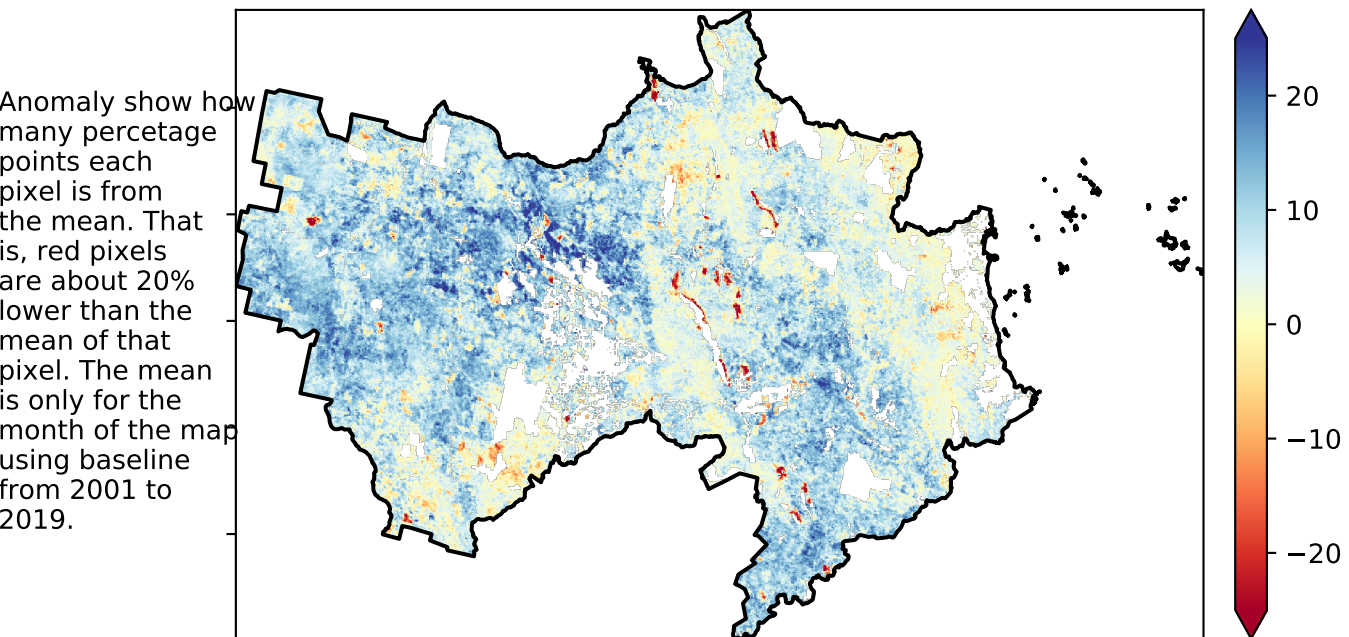 Anomaly show how
many percetage
points each
pixel is from
the mean. That
is, red pixels
are about 20%
lower than the
mean of that
pixel. The mean
is only for the
month of the map
using baseline
from 2001 to
2019.
20
10
0
−10
−20